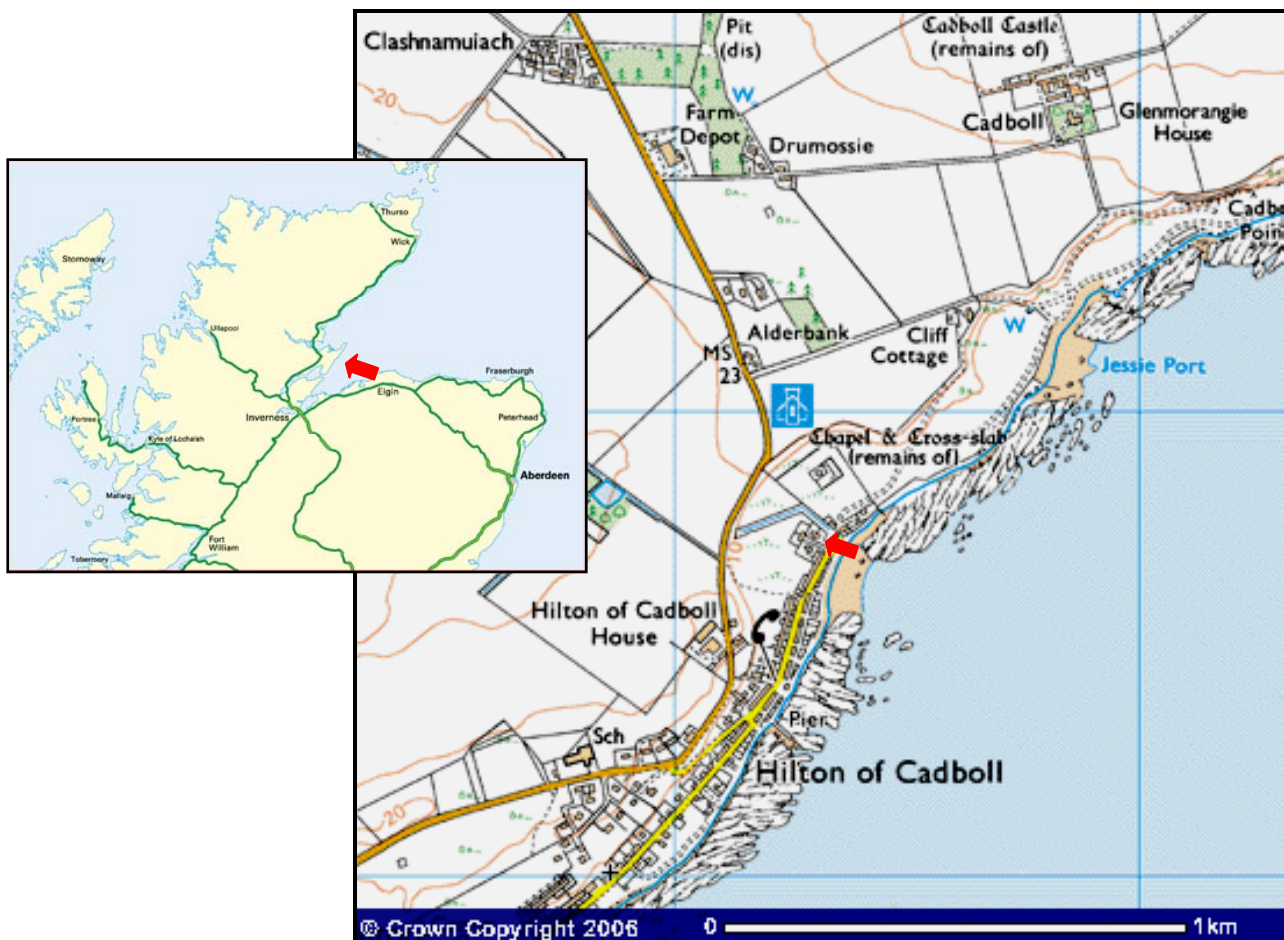 Clashnamuiach
Pit
(dis)
Cadboll Castle
(remains of)
20
W
Farm
Depot
Drumossie
Cadboll
Glenmorangie
House
Thurso
Wick
Stornoway
Ullapool
Alderbank
Cliff
Cottage
W
MS
23
Jessie Port
Fraserburgh
Elgin
Inverness
Peterhead
Portree
Kyle of Lochalsh
Aberdeen
Mallaig
Fort
William
Tobermory
Chapel & Cross-slab
(remains of)
10
Hilton of Cadboll
House
Sch
Pier
Hilton of Cadboll
20
© Crown Copyright 2006
0
1km